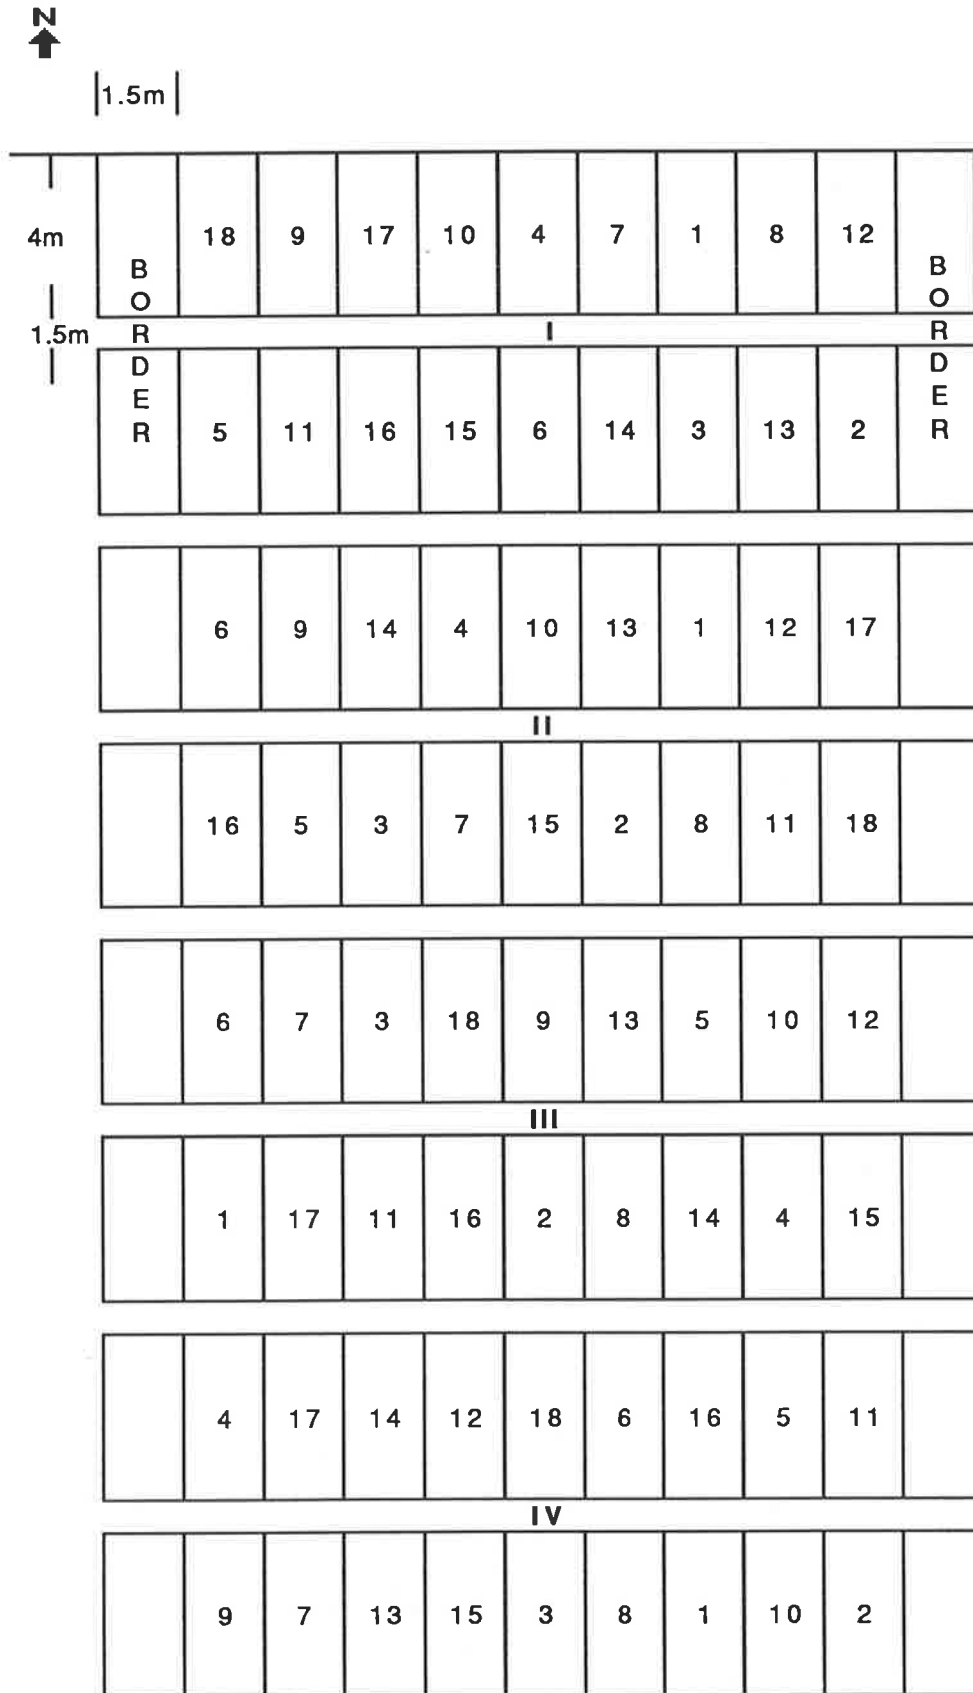 N
1.5m
4m
18 9 17 10 4 7 1 8 12
BORDER
BORDER
1.5m
I
5 11 16 15 6 14 3 13 2
6 9 14 4 10 13 1 12 17
II
16 5 3 7 15 2 8 11 18
6 7 3 18 9 13 5 10 12
III
1 17 11 16 2 8 14 4 15
4 17 14 12 18 6 16 5 11
IV
9 7 13 15 3 8 1 10 2